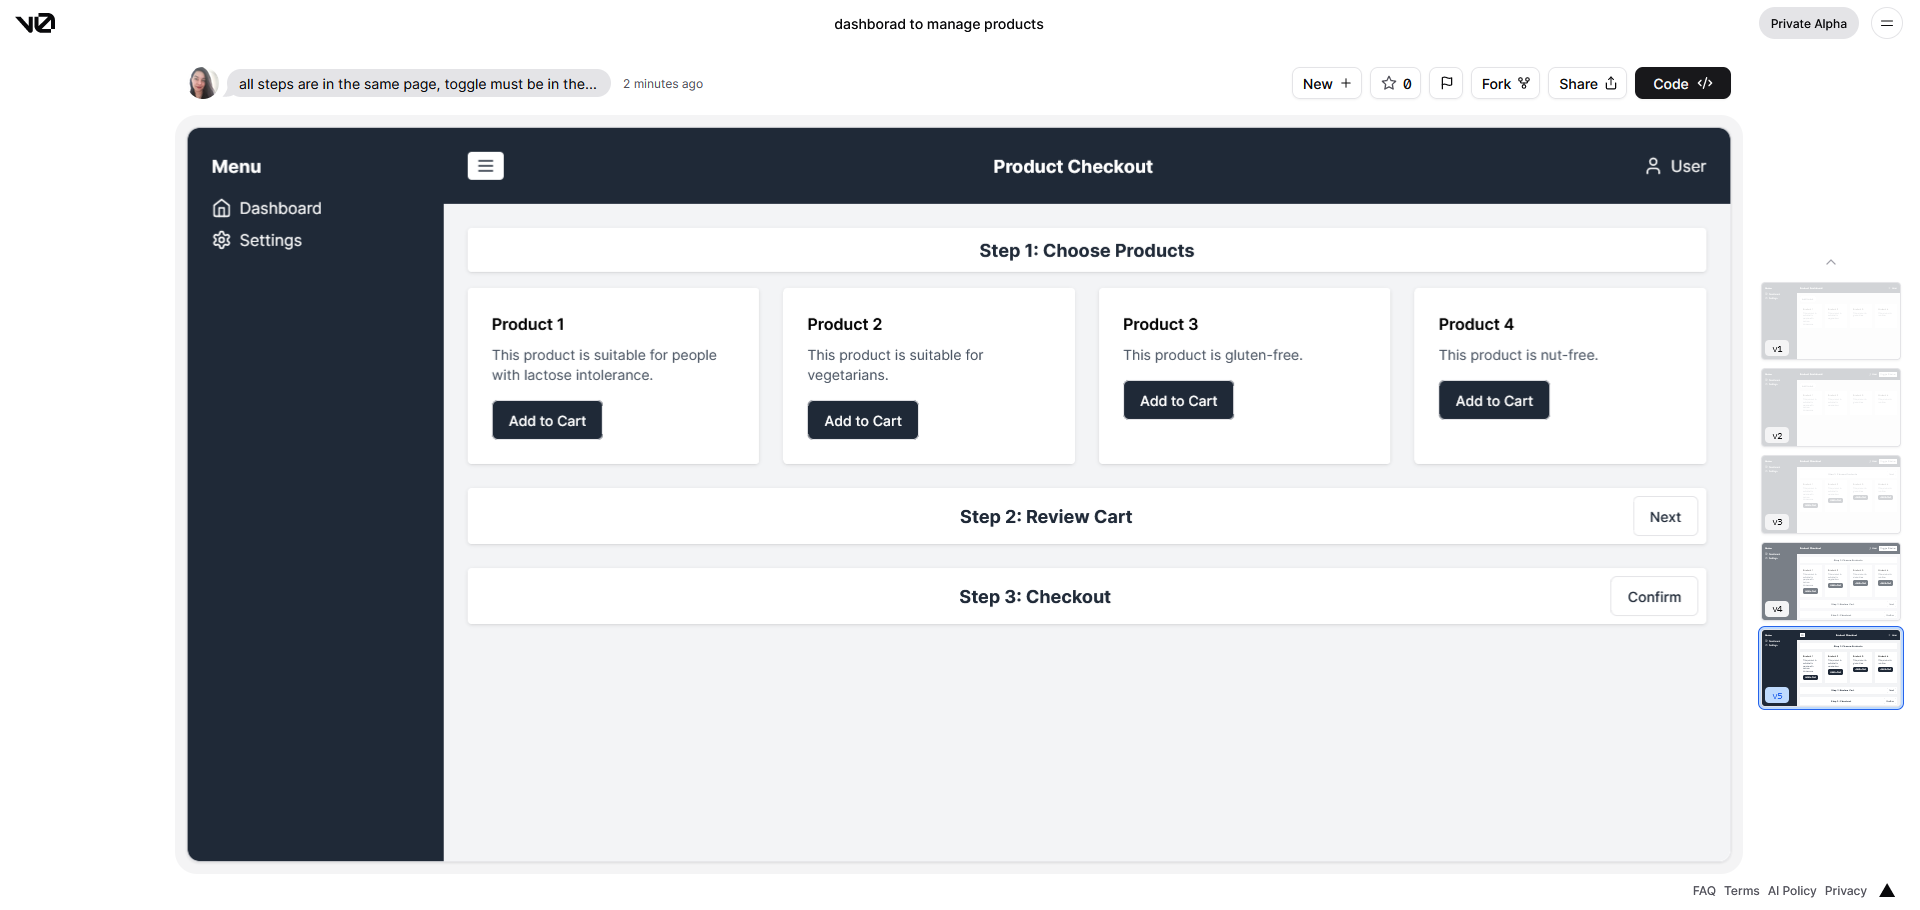 v0
dashborad to manage products
Private Alpha
all steps are in the same page, toggle must be in the...
2 minutes ago
New
0
Fork
Share
Code
Menu
Dashboard
Settings
Product Checkout
User
Step 1: Choose Products
Product 1
This product is suitable for people
with lactose intolerance.
Add to Cart
Product 2
This product is suitable for
vegetarians.
Add to Cart
Product 3
This product is gluten-free.
Add to Cart
Product 4
This product is nut-free.
Add to Cart
Step 2: Review Cart
Next
Step 3: Checkout
Confirm
v1
v2
v3
v4
v5
FAQ Terms AI Policy Privacy